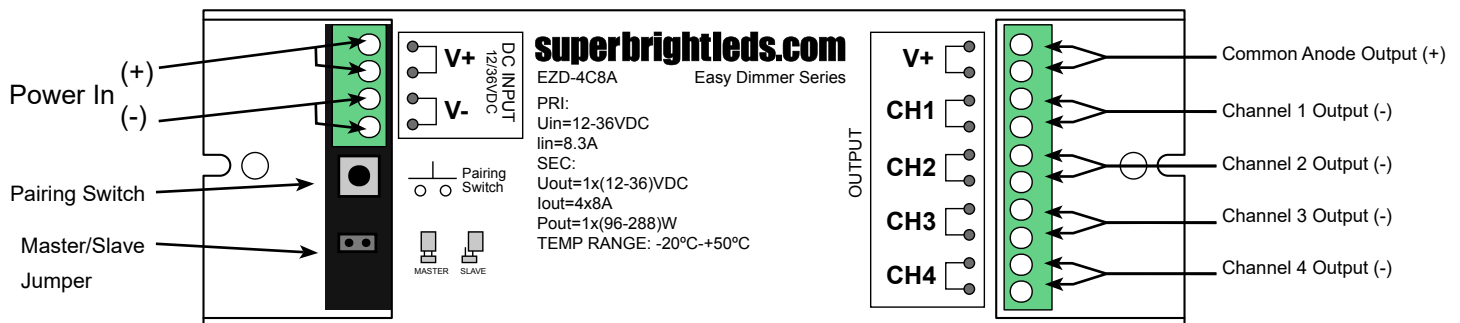 Power In
(+)
(-)
Pairing Switch
Master/Slave
Jumper
V+
V-
DC INPUT
12/36VDC
Pairing
Switch
MASTER SLAVE
superbrightleds.com
EZD-4C8A Easy Dimmer Series
PRI:
Uin=12-36VDC
Iin=8.3A
SEC:
Uout=1x(12-36)VDC
Iout=4x8A
Pout=1x(96-288)W
TEMP RANGE: -20ºC-+50ºC
OUTPUT
V+
CH1
CH2
CH3
CH4
Common Anode Output (+)
Channel 1 Output (-)
Channel 2 Output (-)
Channel 3 Output (-)
Channel 4 Output (-)